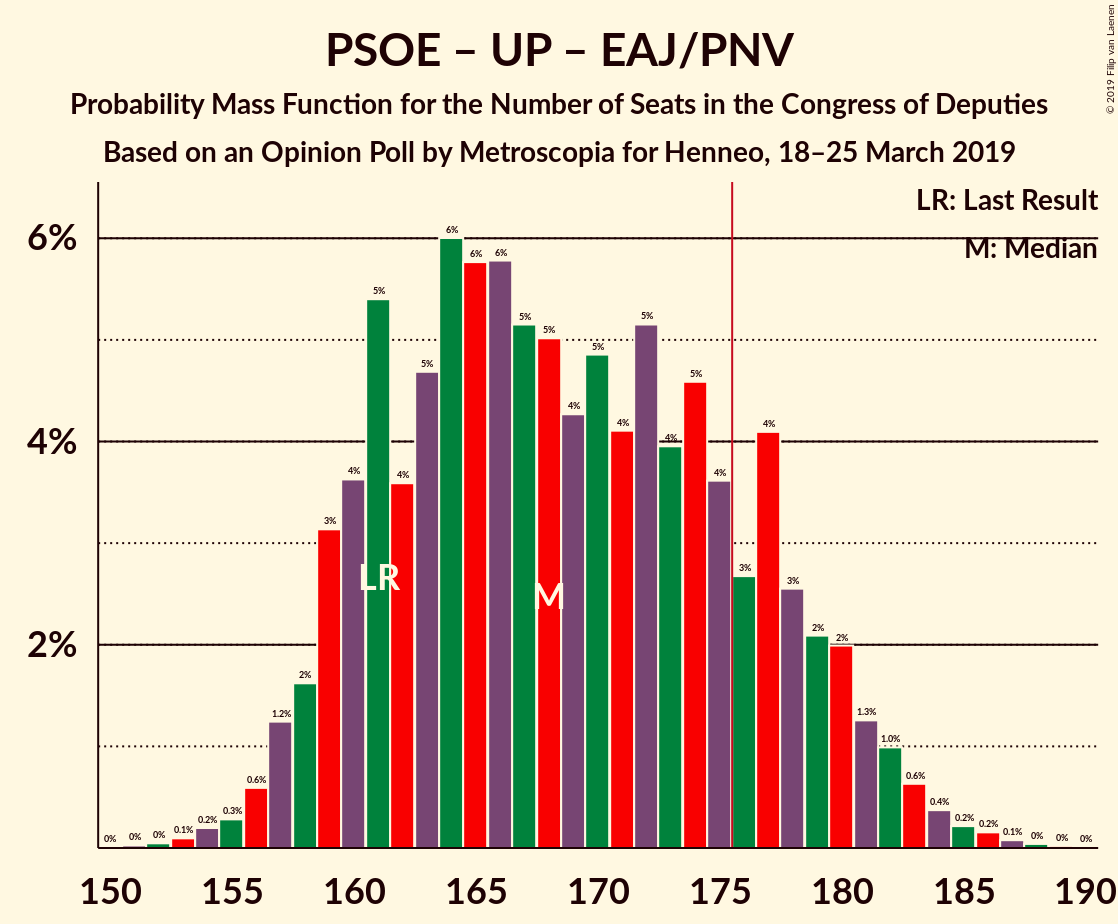 PSOE – UP – EAJ/PNV
Probability Mass Function for the Number of Seats in the Congress of Deputies
Based on an Opinion Poll by Metroscopia for Henneo, 18–25 March 2019
© 2019 Filip van Laenen
LR: Last Result
M: Median
6%
4%
2%
0% 0% 0% 0.1% 0.2% 0.3% 0.6% 1.2% 2% 3% 4% 5% 4% 5% 6% 6% 6% 5% 5% 4% 5% 4% 5% 4% 5% 4% 3% 4% 3% 2% 2% 1.3% 1.0% 0.6% 0.4% 0.2% 0.2% 0.1% 0% 0% 0%
LR
M
150 155 160 165 170 175 180 185 190